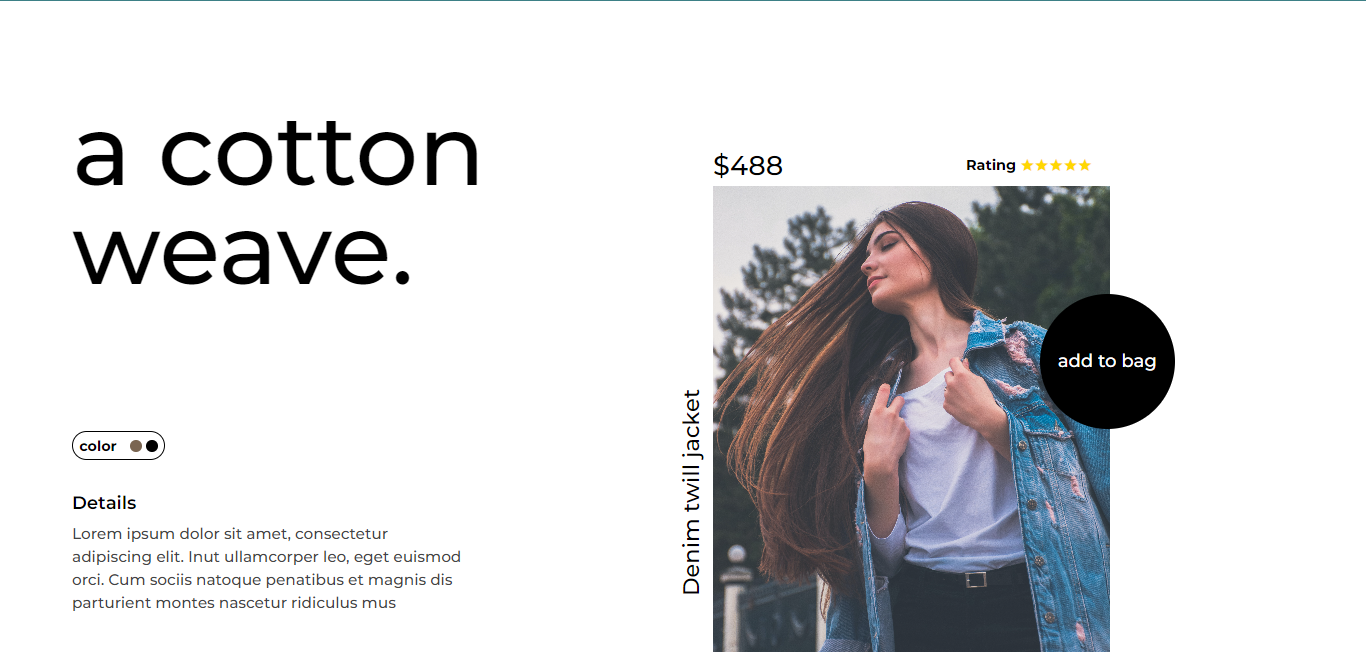 a cotton
weave.
color
Details
Lorem ipsum dolor sit amet, consectetur
adipiscing elit. Inut ullamcorper leo, eget euismod
orci. Cum sociis natoque penatibus et magnis dis
parturient montes nascetur ridiculus mus
$488
Rating
Denim twill jacket
add to bag